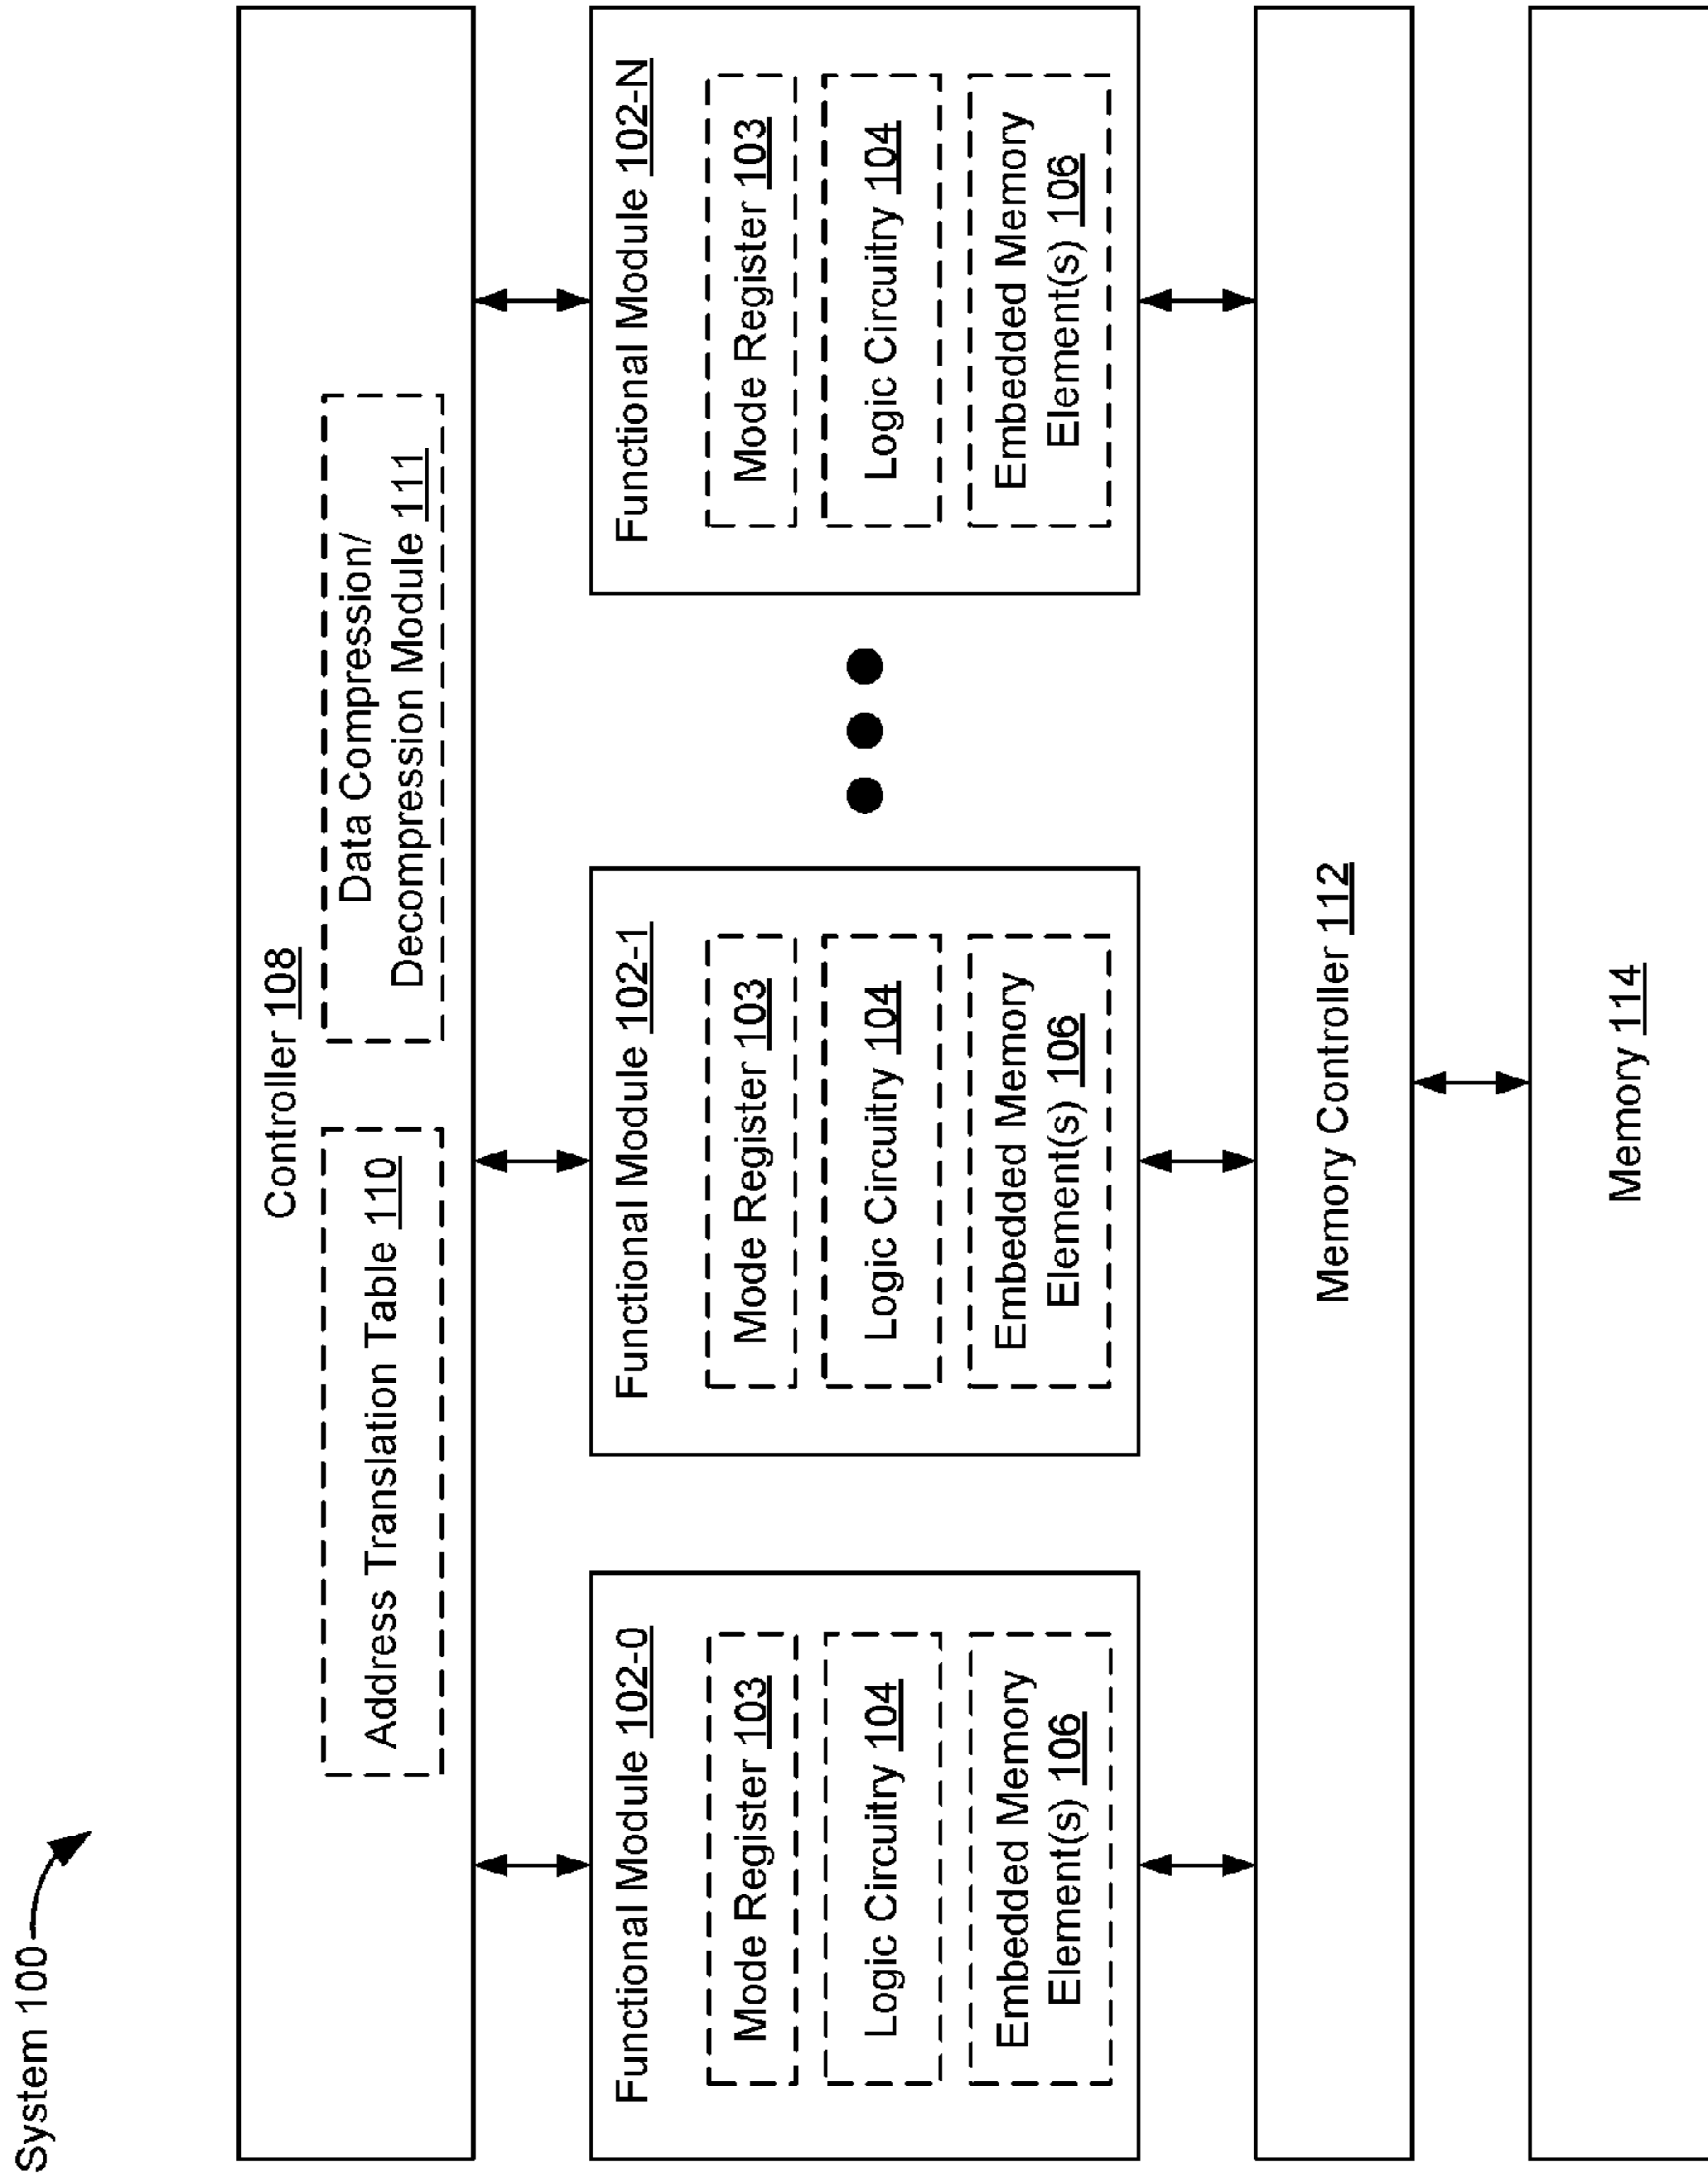 System 100
Controller 108
Address Translation Table 110
Data Compression/
Decompression Module 111
Functional Module 102-0
Mode Register 103
Logic Circuitry 104
Embedded Memory
Element(s) 106
Functional Module 102-1
Mode Register 103
Logic Circuitry 104
Embedded Memory
Element(s) 106
Functional Module 102-N
Mode Register 103
Logic Circuitry 104
Embedded Memory
Element(s) 106
Memory Controller 112
Memory 114